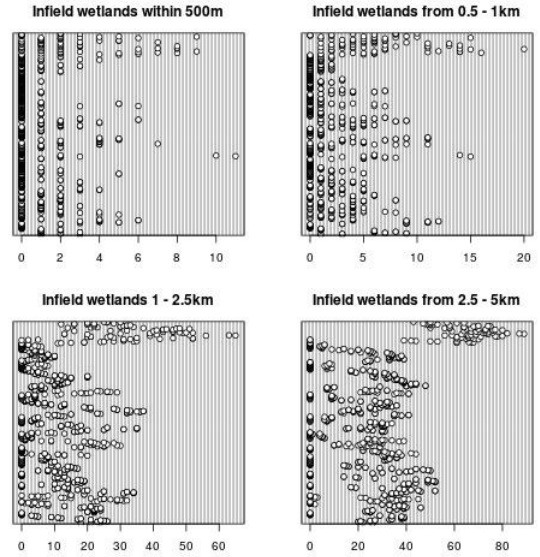 Infield wetlands within 500m
0 2 4 6 8 10
Infield wetlands from 0.5 - 1km
0 5 10 15 20
Infield wetlands 1 - 2.5km
0 10 20 30 40 50 60
Infield wetlands from 2.5 - 5km
0 20 40 60 80